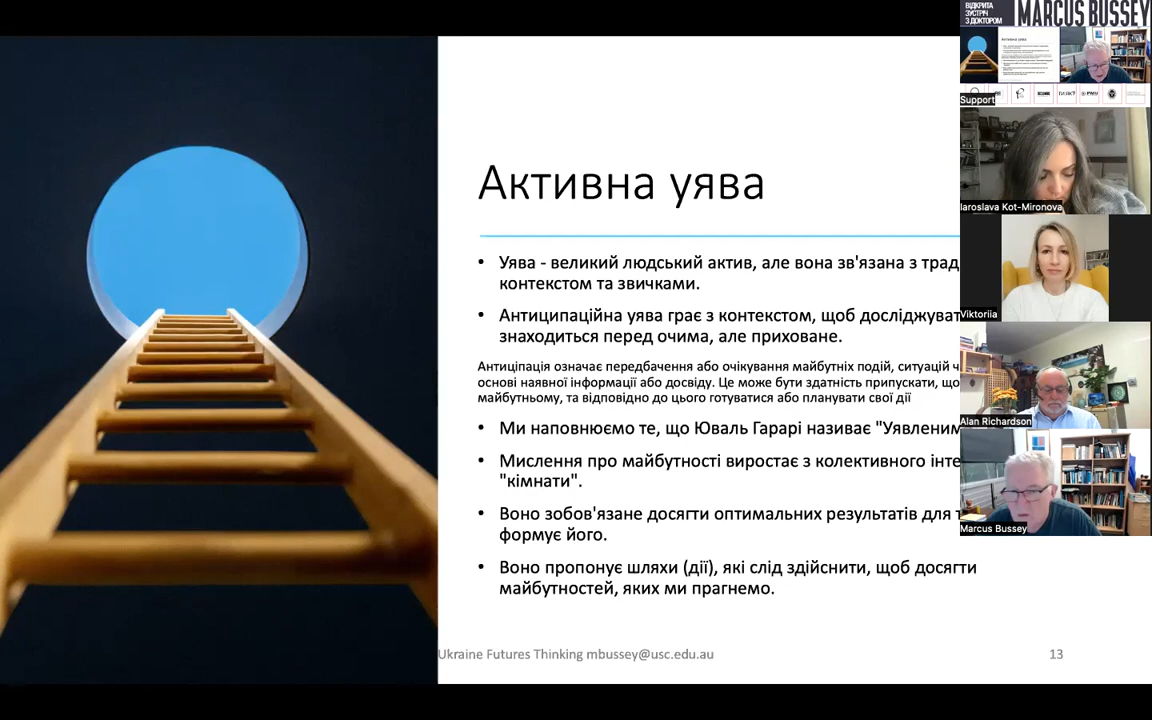 Активна уява
• Уява - великий людський актив, але вона зв'язана з трад
контекстом та звичками.
• Антиципаційна уява грає з контекстом, щоб досліджуват
знаходиться перед очима, але приховане.
Антиціпація означає передбачення або очікування майбутніх подій, ситуацій ч
основі наявної інформації або досвіду. Це може бути здатність припускати, що
майбутньому, та відповідно до цього готуватися або планувати свої дії
• Ми наповнюємо те, що Юваль Гарарі називає "Уявленим
• Мислення про майбутності виростає з колективного інте
"кімнати".
• Воно зобов'язане досягти оптимальних результатів для т
формує його.
• Воно пропонує шляхи (дії), які слід здійснити, щоб досягти
майбутностей, яких ми прагнемо.
Ukraine Futures Thinking mbussey@usc.edu.au
13
ВІДКРИТА
ЗУСТРІЧ
З ДОКТОРОМ
MARCUS BUSSEY
Support
Iaroslava Kot-Mironova
Viktoriia
Alan Richardson
Marcus Bussey